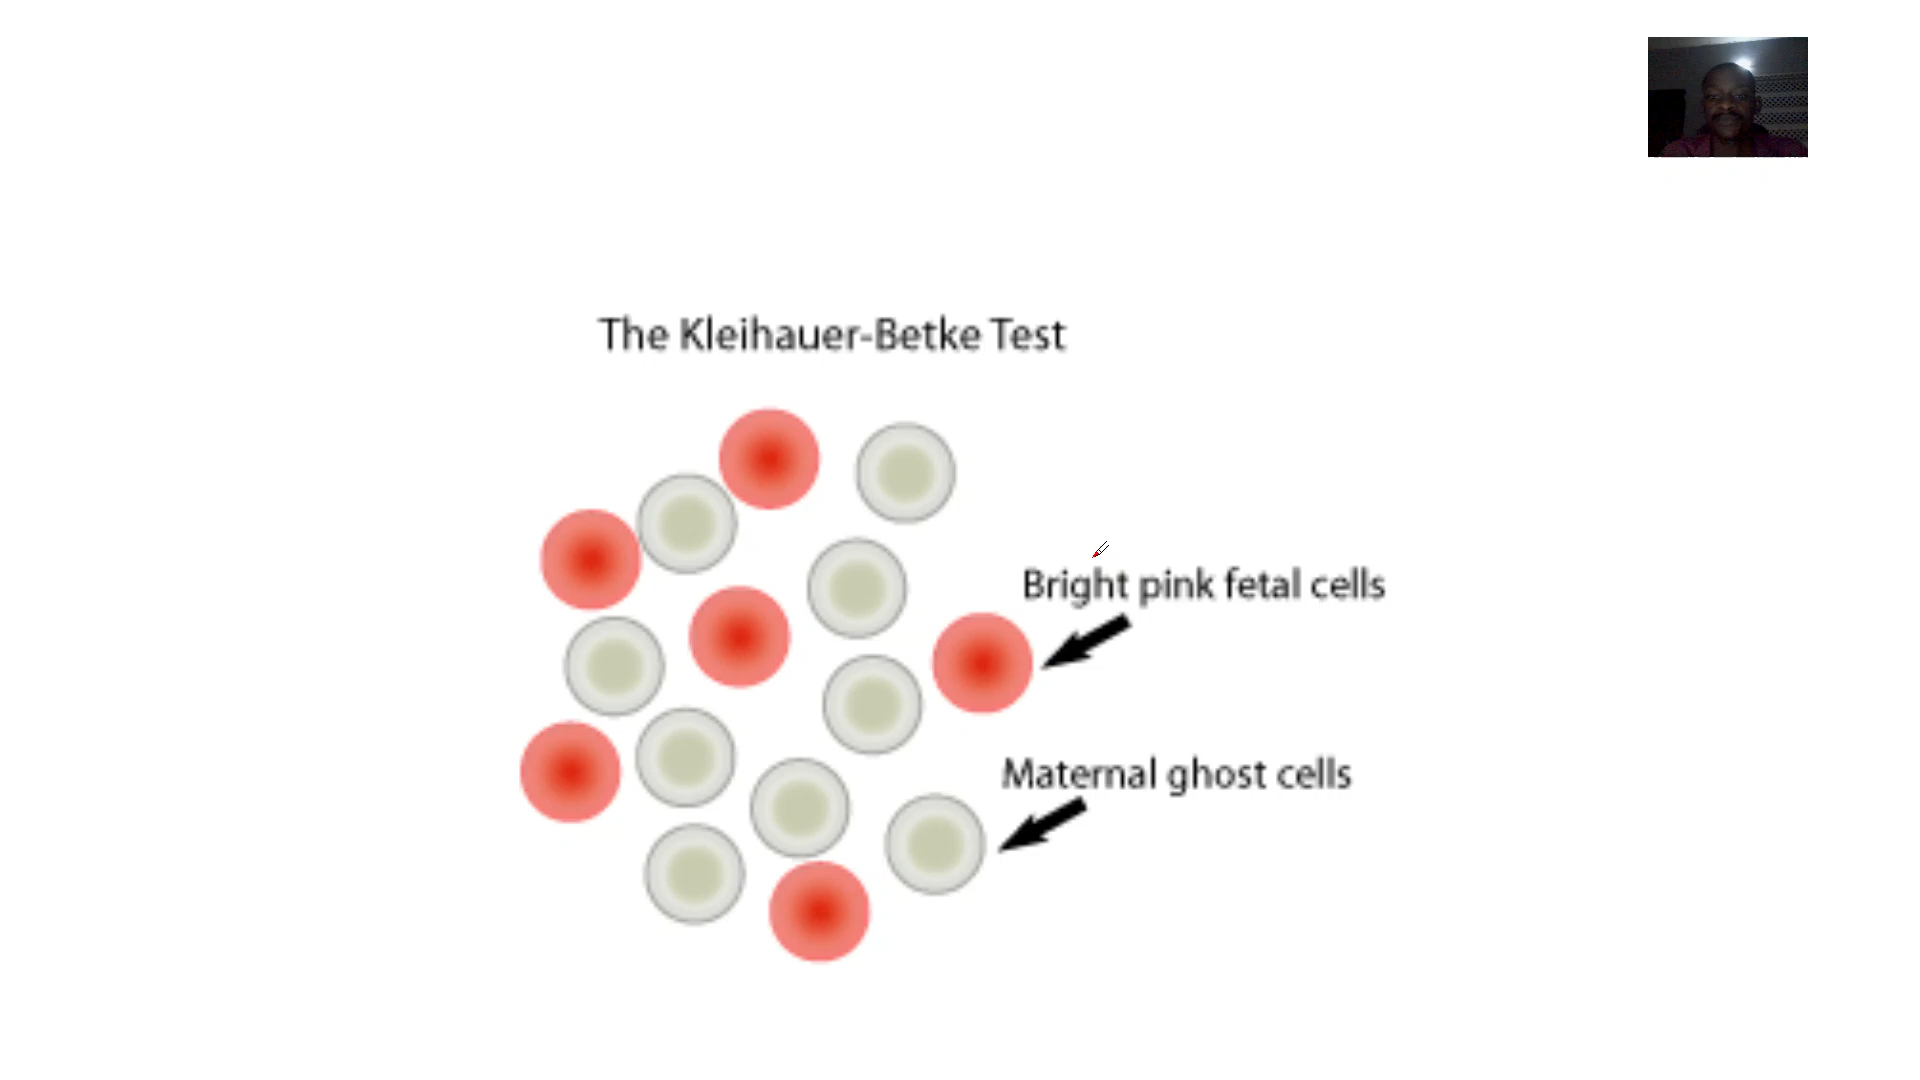 The Kleihauer-Betke Test
Bright pink fetal cells
Maternal ghost cells